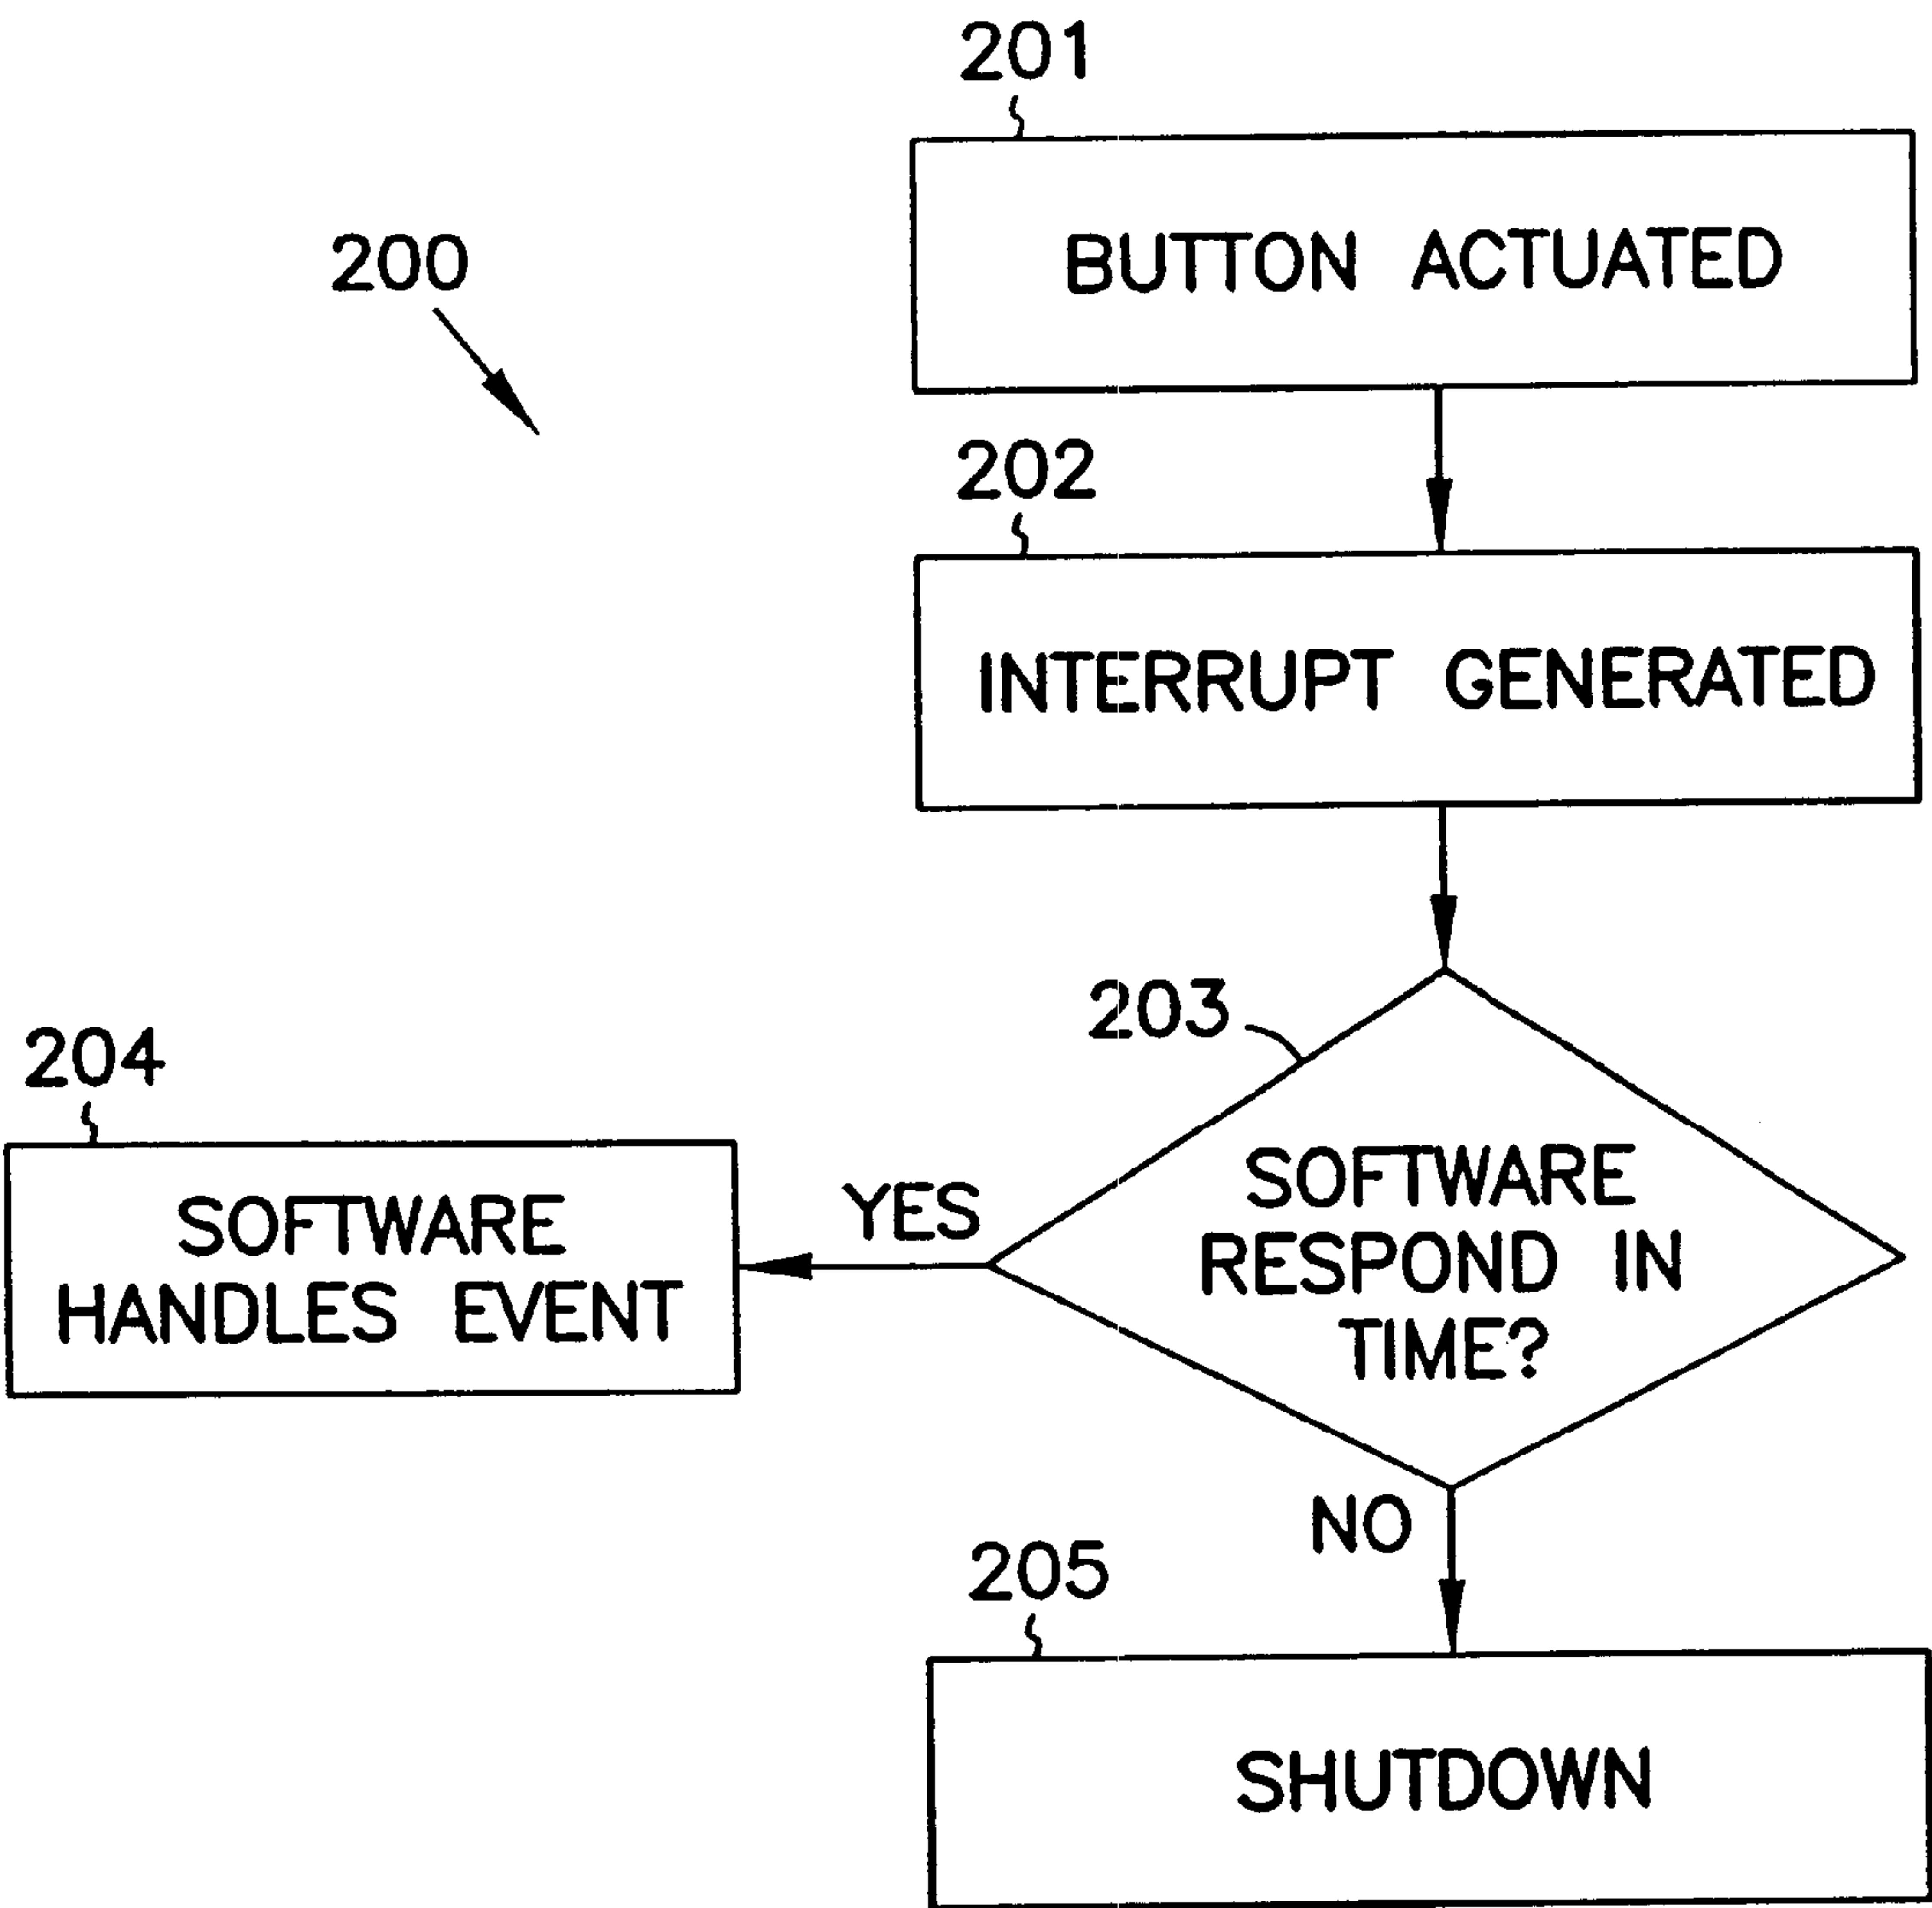 201
BUTTON ACTUATED
200
202
INTERRUPT GENERATED
203
SOFTWARE
RESPOND IN
TIME?
YES
204
SOFTWARE
HANDLES EVENT
NO
205
SHUTDOWN